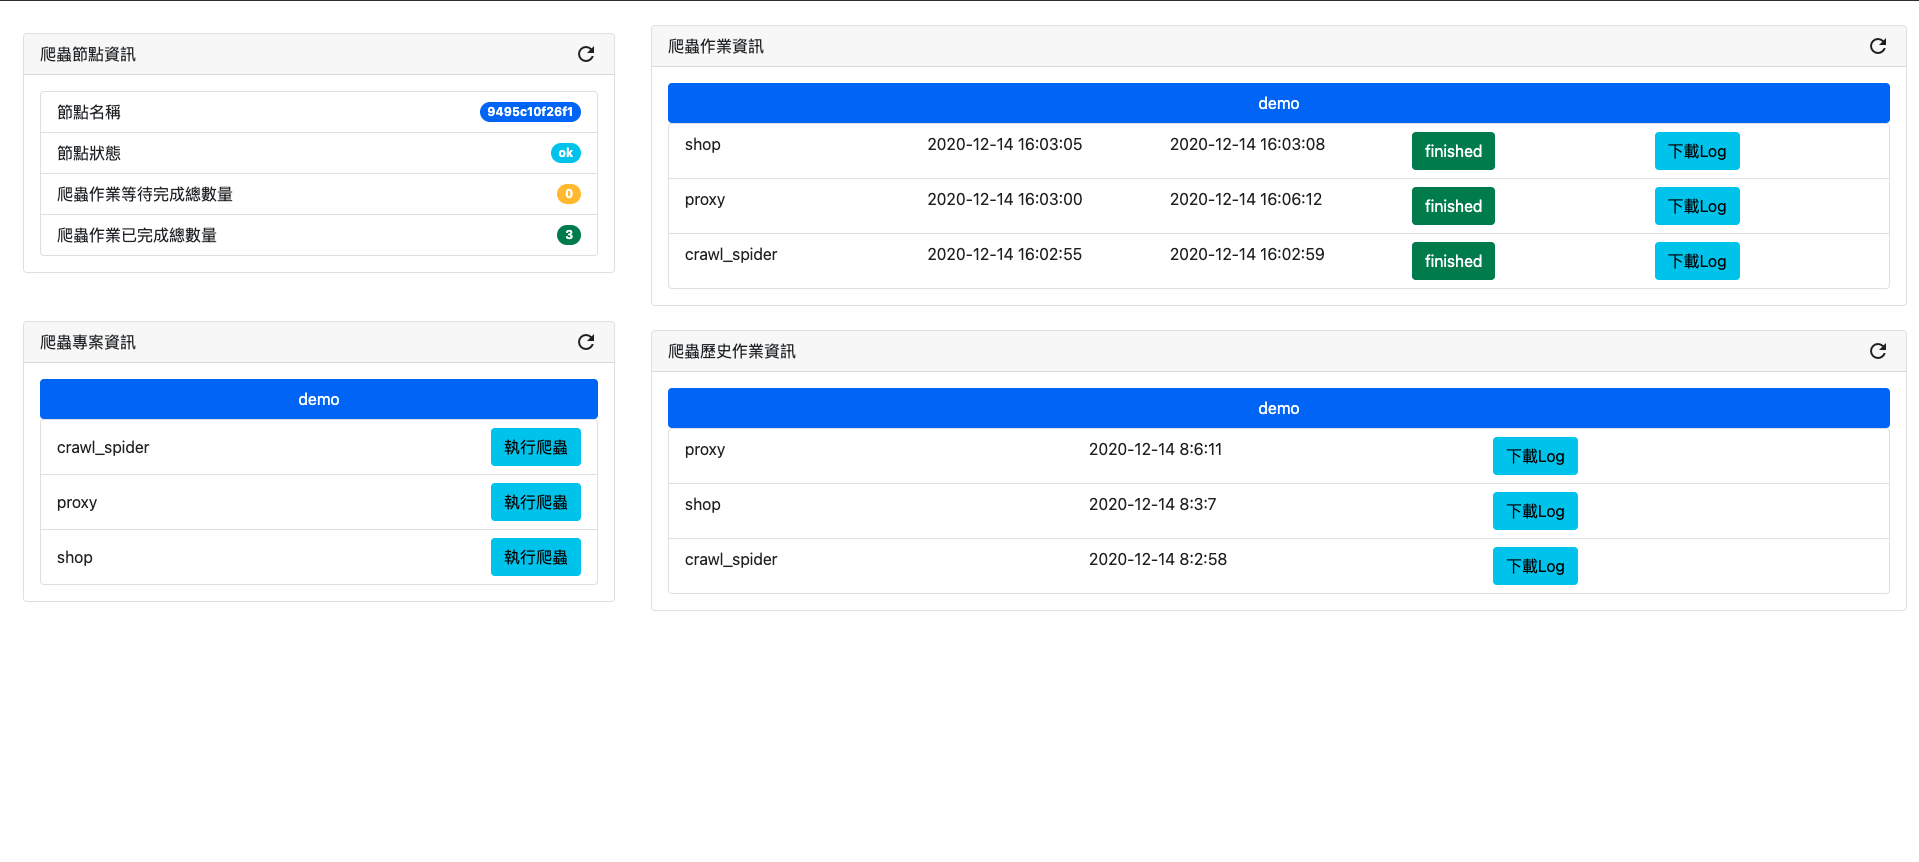 爬蟲節點資訊
節點名稱 9495c10f26f1
節點狀態 ok
爬蟲作業等待完成總數量 0
爬蟲作業已完成總數量 3
爬蟲專案資訊
demo
crawl_spider 執行爬蟲
proxy 執行爬蟲
shop 執行爬蟲
爬蟲作業資訊
demo
shop 2020-12-14 16:03:05 2020-12-14 16:03:08 finished 下載Log
proxy 2020-12-14 16:03:00 2020-12-14 16:06:12 finished 下載Log
crawl_spider 2020-12-14 16:02:55 2020-12-14 16:02:59 finished 下載Log
爬蟲歷史作業資訊
demo
proxy 2020-12-14 8:6:11 下載Log
shop 2020-12-14 8:3:7 下載Log
crawl_spider 2020-12-14 8:2:58 下載Log